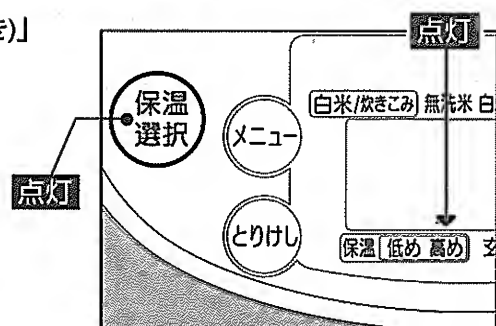 き)」
点灯
保温
選択
メニュー
白米/炊きこみ 無洗米 白
点灯
とりけし
保温 低め 高め 玄